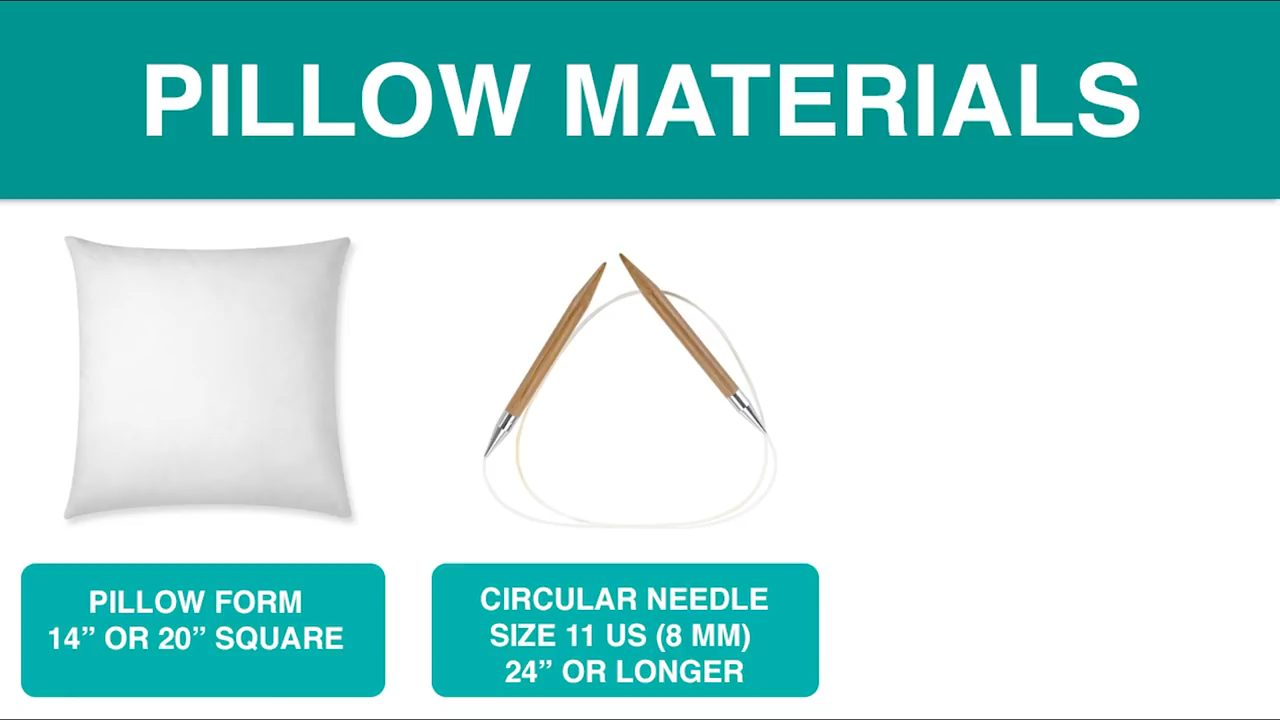 PILLOW MATERIALS
PILLOW FORM
14” OR 20” SQUARE
CIRCULAR NEEDLE
SIZE 11 US (8 MM)
24” OR LONGER